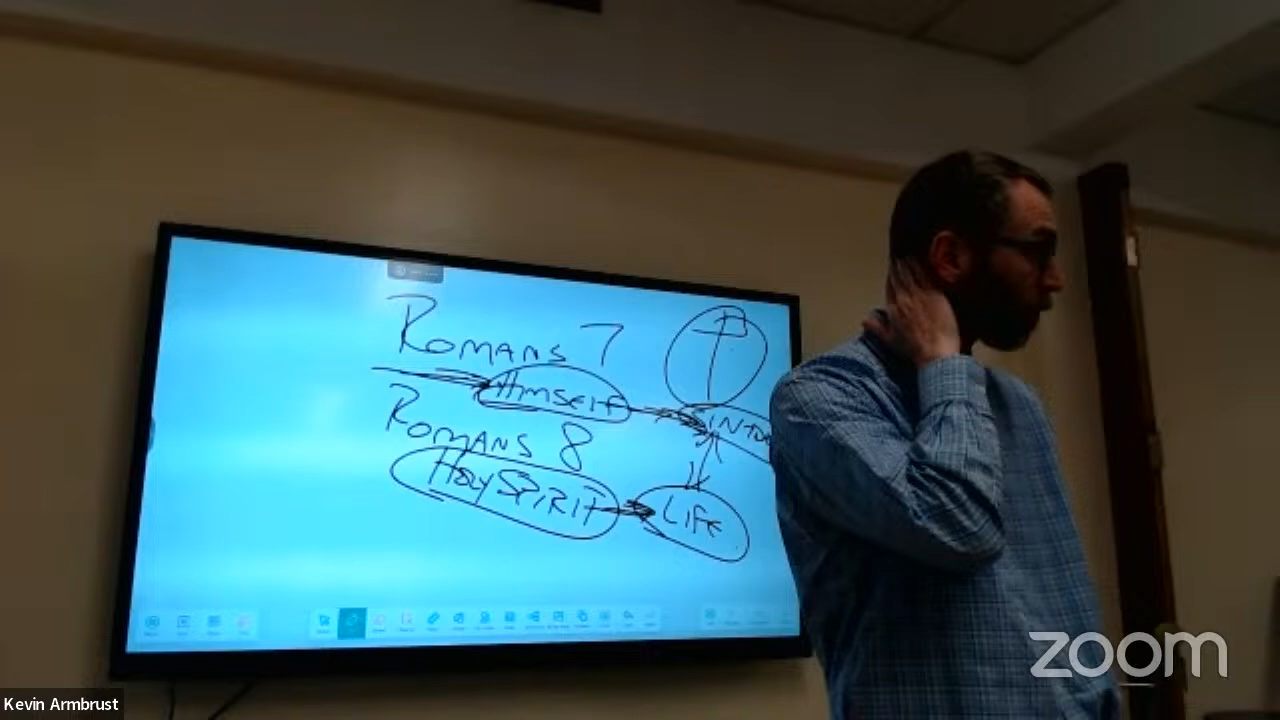 ROMANS 7
HIMSELF
ROMANS 8
HOLY SPIRIT
LIFE
zoom
Kevin Armbrust